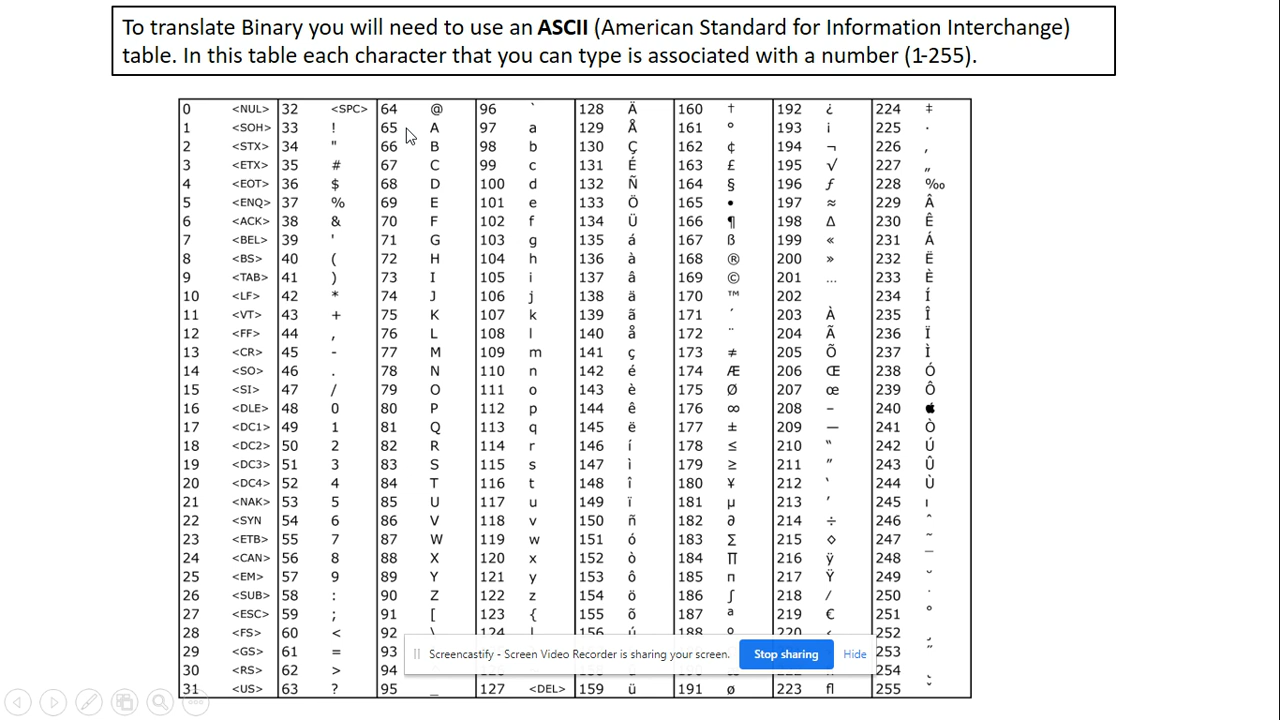 To translate Binary you will need to use an ASCII (American Standard for Information Interchange)
table. In this table each character that you can type is associated with a number (1-255).
0 <NUL> 32 <SPC> 64 @ 96 ` 128 Ä 160 † 192 ¿ 224 ‡
1 <SOH> 33 ! 65 A 97 a 129 Å 161 ° 193 ¡ 225 ·
2 <STX> 34 " 66 B 98 b 130 Ç 162 ¢ 194 ¬ 226 ‚
3 <ETX> 35 # 67 C 99 c 131 É 163 £ 195 √ 227 „
4 <EOT> 36 $ 68 D 100 d 132 Ñ 164 § 196 ƒ 228 ‰
5 <ENQ> 37 % 69 E 101 e 133 Ö 165 • 197 ≈ 229 Â
6 <ACK> 38 & 70 F 102 f 134 Ü 166 ¶ 198 ∆ 230 Ê
7 <BEL> 39 ' 71 G 103 g 135 á 167 ß 199 « 231 Á
8 <BS> 40 ( 72 H 104 h 136 à 168 ® 200 » 232 Ë
9 <TAB> 41 ) 73 I 105 i 137 â 169 © 201 … 233 È
10 <LF> 42 * 74 J 106 j 138 ä 170 ™ 202 234 Í
11 <VT> 43 + 75 K 107 k 139 ã 171 ´ 203 À 235 Î
12 <FF> 44 , 76 L 108 l 140 å 172 ¨ 204 Ã 236 Ï
13 <CR> 45 - 77 M 109 m 141 ç 173 ≠ 205 Õ 237 Ì
14 <SO> 46 . 78 N 110 n 142 é 174 Æ 206 Œ 238 Ó
15 <SI> 47 / 79 O 111 o 143 è 175 Ø 207 œ 239 Ô
16 <DLE> 48 0 80 P 112 p 144 ê 176 ∞ 208 – 240
17 <DC1> 49 1 81 Q 113 q 145 ë 177 ± 209 — 241 Ò
18 <DC2> 50 2 82 R 114 r 146 í 178 ≤ 210 “ 242 Ú
19 <DC3> 51 3 83 S 115 s 147 ì 179 ≥ 211 ” 243 Û
20 <DC4> 52 4 84 T 116 t 148 î 180 ¥ 212 ‘ 244 Ù
21 <NAK> 53 5 85 U 117 u 149 ï 181 µ 213 ’ 245 ı
22 <SYN 54 6 86 V 118 v 150 ñ 182 ∂ 214 ÷ 246 ˆ
23 <ETB> 55 7 87 W 119 w 151 ó 183 ∑ 215 ◊ 247 ˜
24 <CAN> 56 8 88 X 120 x 152 ò 184 ∏ 216 ÿ 248 ¯
25 <EM> 57 9 89 Y 121 y 153 ô 185 π 217 Ÿ 249 ˘
26 <SUB> 58 : 90 Z 122 z 154 ö 186 ∫ 218 / 250 ˙
27 <ESC> 59 ; 91 [ 123 { 155 õ 187 ª 219 € 251 °
28 <FS> 60 < 92 \ 124 | 156 ú 188 º 220 ‹ 252 ¸
29 <GS> 61 = 93 253 ˝
Screencastify - Screen Video Recorder is sharing your screen. Stop sharing Hide
30 <RS> 62 > 94 254 ˛
31 <US> 63 ? 95 _ 127 <DEL> 159 ü 191 ø 223 fl 255 ˇ